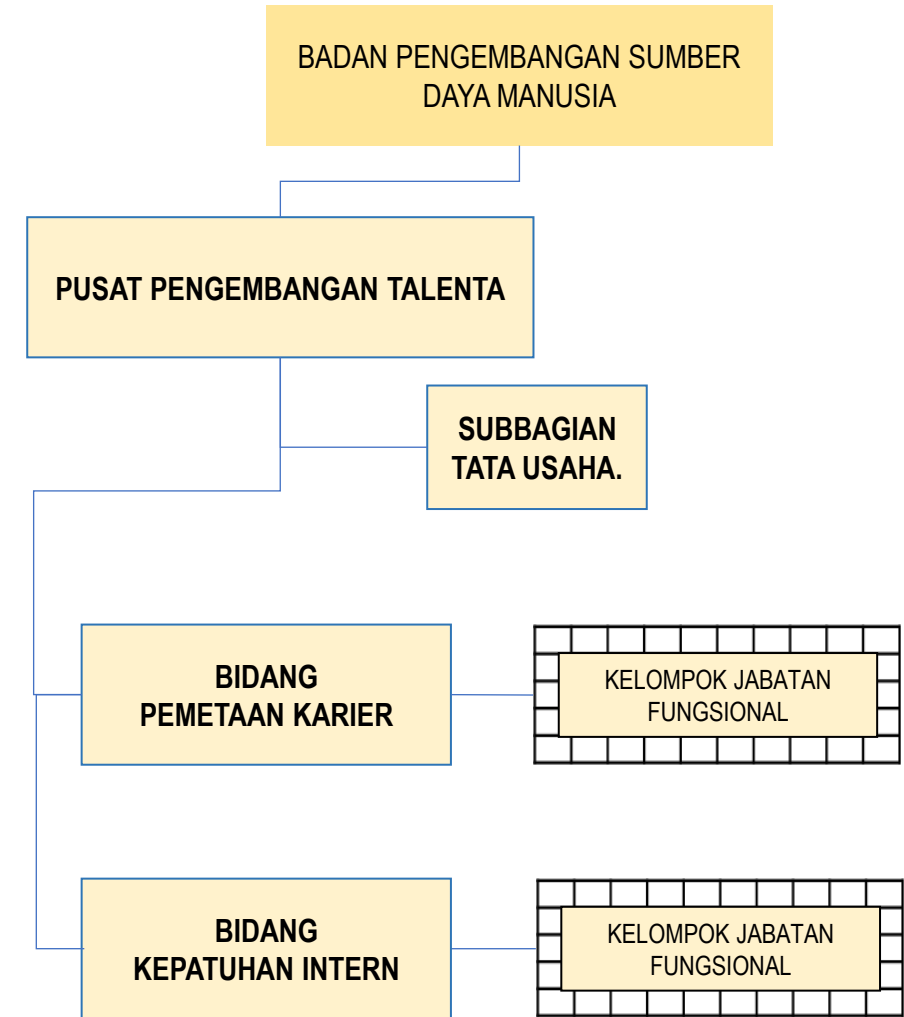 BADAN PENGEMBANGAN SUMBER
DAYA MANUSIA
PUSAT PENGEMBANGAN TALENTA
SUBBAGIAN
TATA USAHA.
BIDANG
PEMETAAN KARIER
KELOMPOK JABATAN
FUNGSIONAL
BIDANG
KEPATUHAN INTERN
KELOMPOK JABATAN
FUNGSIONAL